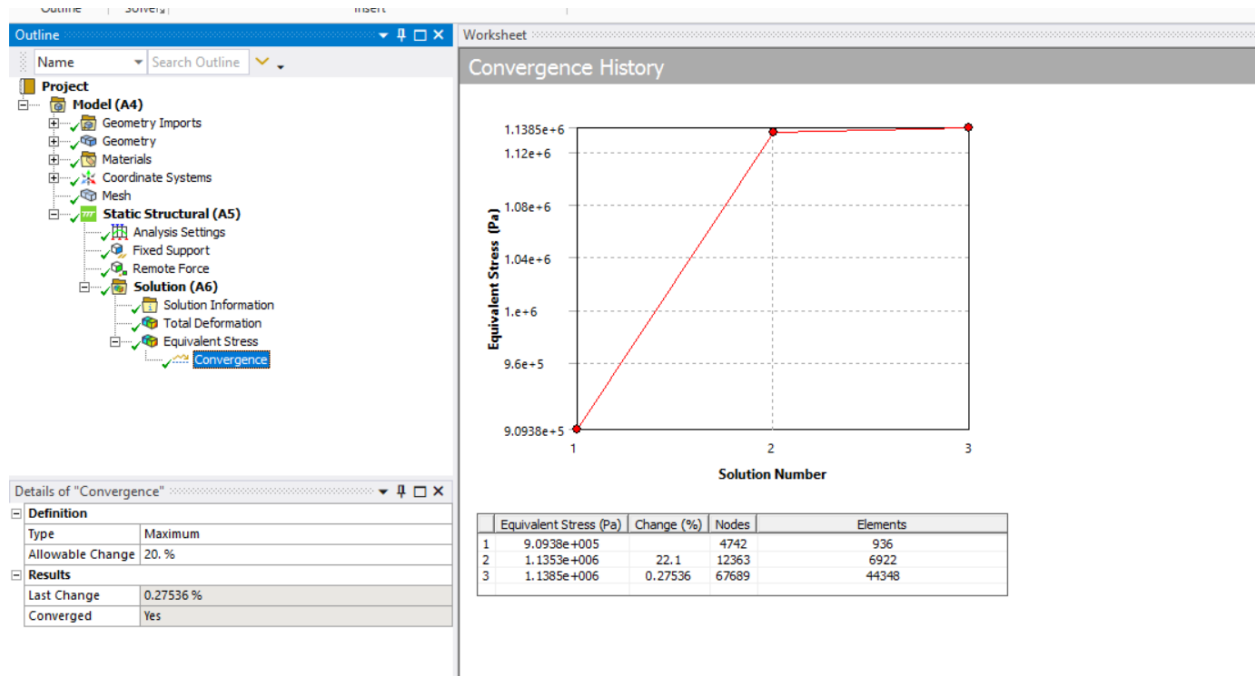 Outline
Solver
Insert
Outline
Name
Search Outline
Project
Model (A4)
Geometry Imports
Geometry
Materials
Coordinate Systems
Mesh
Static Structural (A5)
Analysis Settings
Fixed Support
Remote Force
Solution (A6)
Solution Information
Total Deformation
Equivalent Stress
Convergence
Details of "Convergence"
Definition
Type Maximum
Allowable Change 20. %
Results
Last Change 0.27536 %
Converged Yes
Worksheet
Convergence History
1.1385e+6
1.12e+6
1.08e+6
1.04e+6
1.e+6
9.6e+5
9.0938e+5
Equivalent Stress (Pa)
1 2 3
Solution Number
Equivalent Stress (Pa) Change (%) Nodes Elements
1 9.0938e+005 4742 936
2 1.1353e+006 22.1 12363 6922
3 1.1385e+006 0.27536 67689 44348